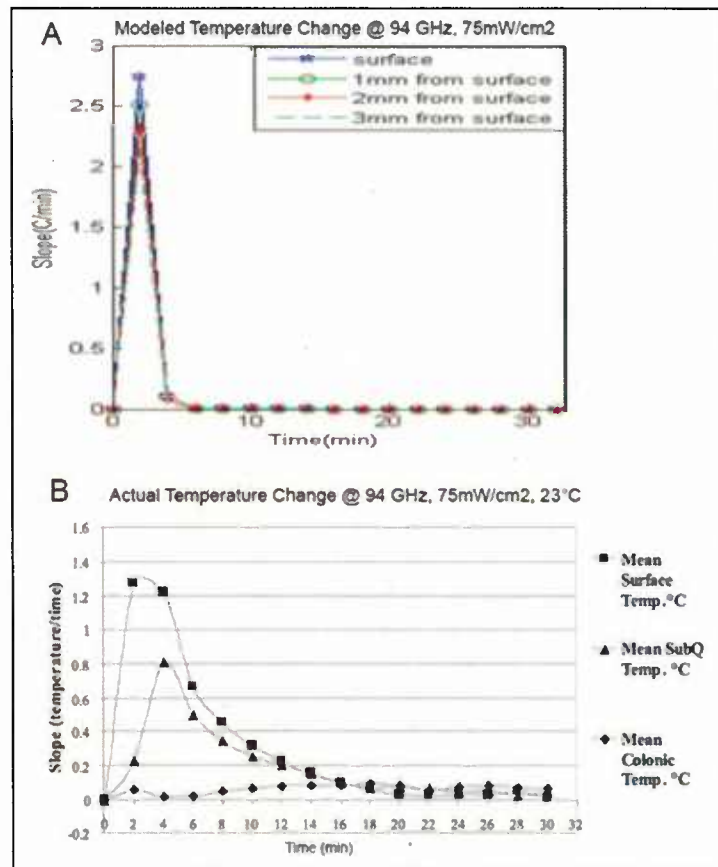 A
Modeled Temperature Change @ 94 GHz, 75mW/cm2
3
2.5
2
1.5
1
0.5
0
Slope(C/min)
surface
1mm from surface
2mm from surface
3mm from surface
0
10
20
30
Time(min)
B
Actual Temperature Change @ 94 GHz, 75mW/cm2, 23°C
1.6
1.4
1.2
1
0.8
0.6
0.4
0.2
0
-0.2
Slope (temperature/time)
0 2 4 6 8 10 12 14 16 18 20 22 24 26 28 30 32
Time (min)
Mean
Surface
Temp.°C
Mean SubQ
Temp. °C
Mean
Colonic
Temp.°C